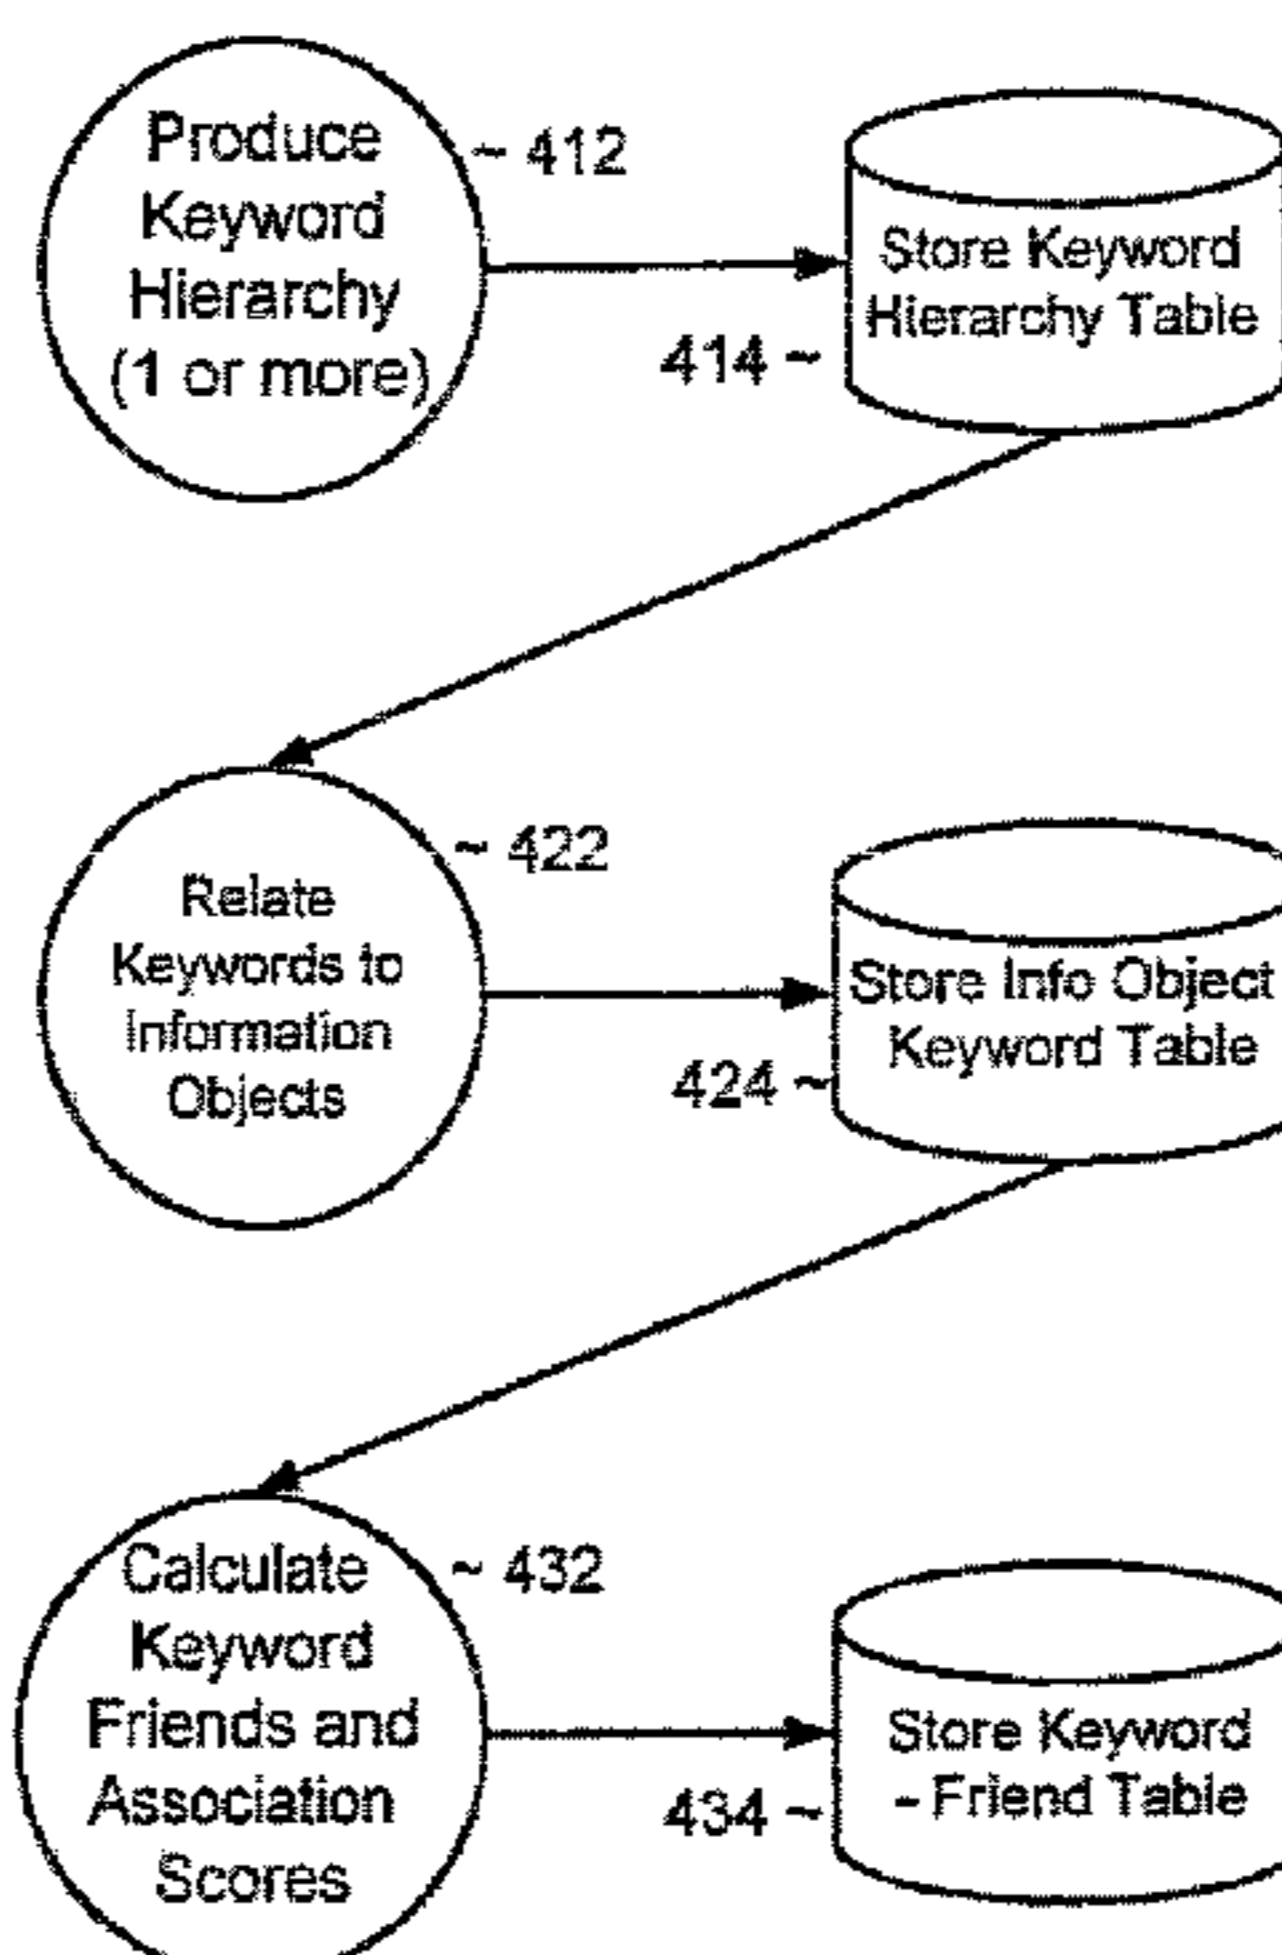 Produce
Keyword
Hierarchy
(1 or more)
~ 412
Store Keyword
Hierarchy Table
414 ~
Relate
Keywords to
Information
Objects
~ 422
Store Info Object
Keyword Table
424 ~
Calculate
Keyword
Friends and
Association
Scores
~ 432
Store Keyword
- Friend Table
434 ~